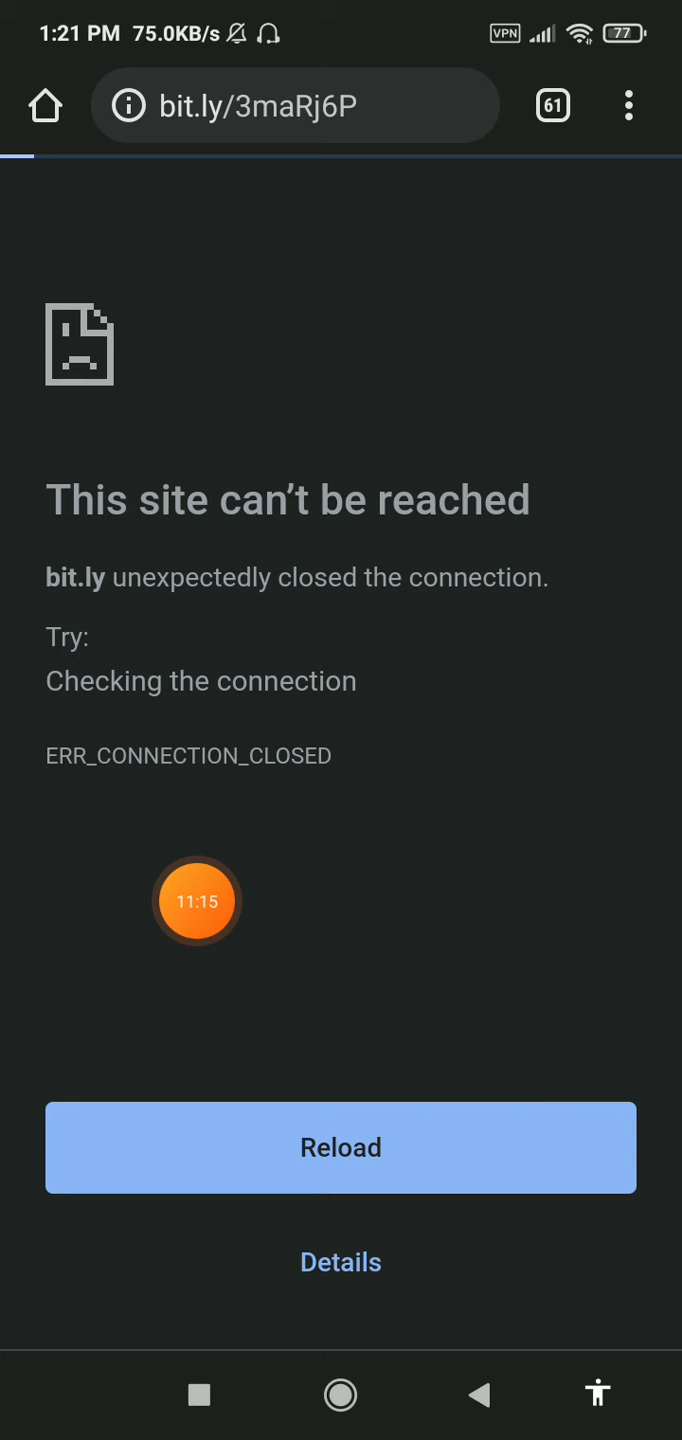 1:21 PM 75.0KB/s VPN 77
bit.ly/3maRj6P 61
This site can’t be reached
bit.ly unexpectedly closed the connection.
Try:
Checking the connection
ERR_CONNECTION_CLOSED
11:15
Reload
Details